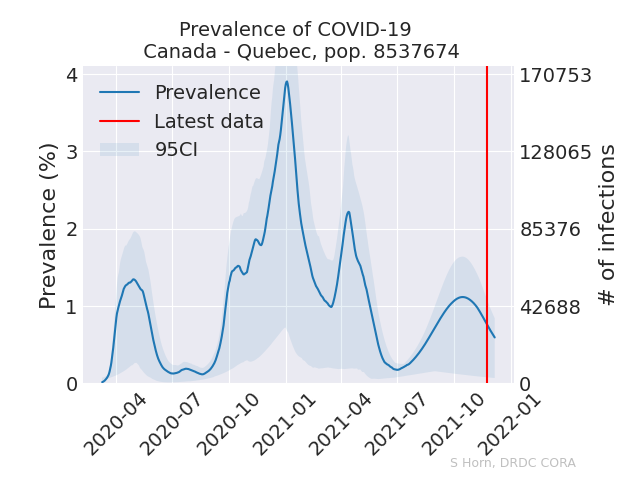 Prevalence of COVID-19
Canada - Quebec, pop. 8537674
Prevalence
Latest data
95CI
Prevalence (%)
4
3
2
1
0
170753
128065
85376
42688
0
# of infections
2020-04
2020-07
2020-10
2021-01
2021-04
2021-07
2021-10
2022-01
S Horn, DRDC CORA